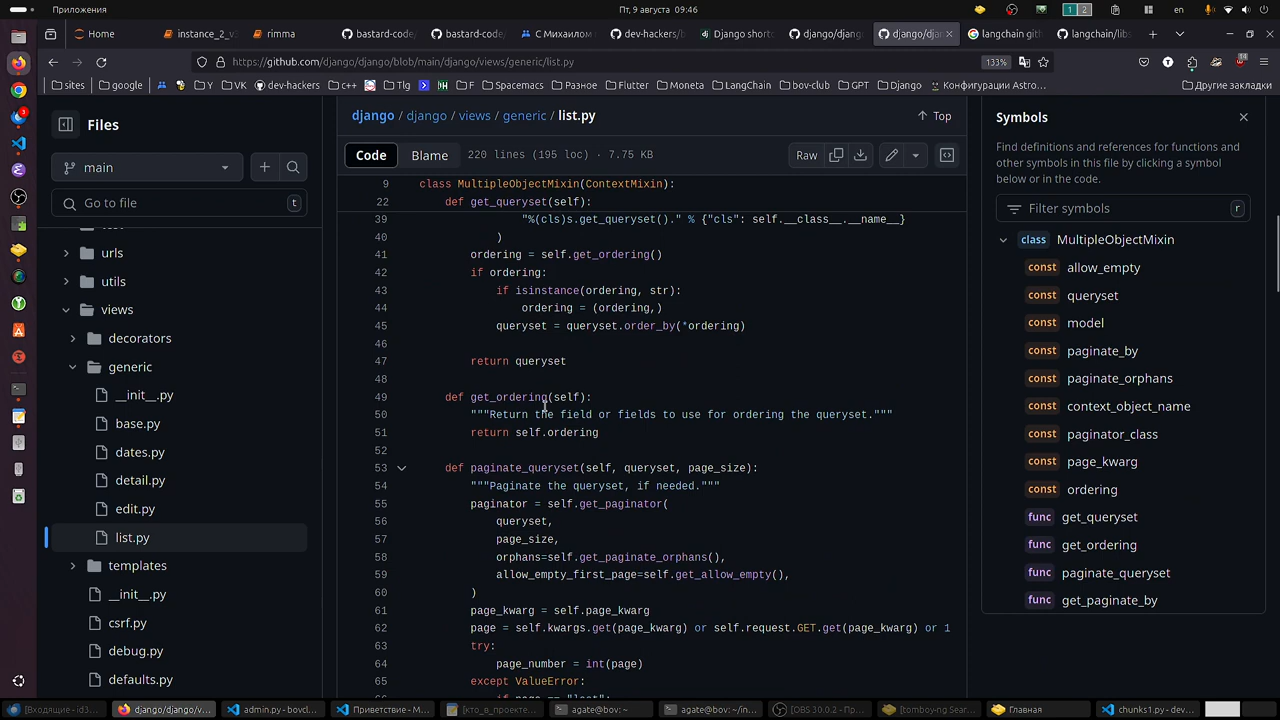 Приложения
Пт, 9 августа 09:46
1 2
en
Home
instance_2_v
rimma
bastard-code/
bastard-code/
С Михаилом
dev-hackers/b
Django shortc
django/djang
django/dja
langchain gith
langchain/libs
https://github.com/django/django/blob/main/django/views/generic/list.py
133%
sites
google
Y
VK
dev-hackers
c++
Tlg
F
Spacemacs
Разное
Flutter
Moneta
LangChain
bov-club
GPT
Django
Конфигурации Astro...
Другие закладки
Files
main
Go to file
t
urls
utils
views
decorators
generic
__init__.py
base.py
dates.py
detail.py
edit.py
list.py
templates
__init__.py
csrf.py
debug.py
defaults.py
django / django / views / generic / list.py
Top
Code
Blame
220 lines (195 loc) · 7.75 KB
Raw
9 class MultipleObjectMixin(ContextMixin):
22 def get_queryset(self):
39 "%(cls)s.get_queryset()." % {"cls": self.__class__.__name__}
40 )
41 ordering = self.get_ordering()
42 if ordering:
43 if isinstance(ordering, str):
44 ordering = (ordering,)
45 queryset = queryset.order_by(*ordering)
46
47 return queryset
48
49 def get_ordering(self):
50 """Return the field or fields to use for ordering the queryset."""
51 return self.ordering
52
53 def paginate_queryset(self, queryset, page_size):
54 """Paginate the queryset, if needed."""
55 paginator = self.get_paginator(
56 queryset,
57 page_size,
58 orphans=self.get_paginate_orphans(),
59 allow_empty_first_page=self.get_allow_empty(),
60 )
61 page_kwarg = self.page_kwarg
62 page = self.kwargs.get(page_kwarg) or self.request.GET.get(page_kwarg) or 1
63 try:
64 page_number = int(page)
65 except ValueError:
66 if page == "last":
Symbols
Find definitions and references for functions and
other symbols in this file by clicking a symbol
below or in the code.
Filter symbols
r
class MultipleObjectMixin
const allow_empty
const queryset
const model
const paginate_by
const paginate_orphans
const context_object_name
const paginator_class
const page_kwarg
const ordering
func get_queryset
func get_ordering
func paginate_queryset
func get_paginate_by
[Входящие - id3...
django/django/v...
admin.py - bovcl...
Приветствие - M...
[кто_в_проекте...
agate@bov: ~
agate@bov: ~/n...
[OBS 30.0.2 - Пр...
[tomboy-ng Sear...
Главная
chunks1.py - dev...